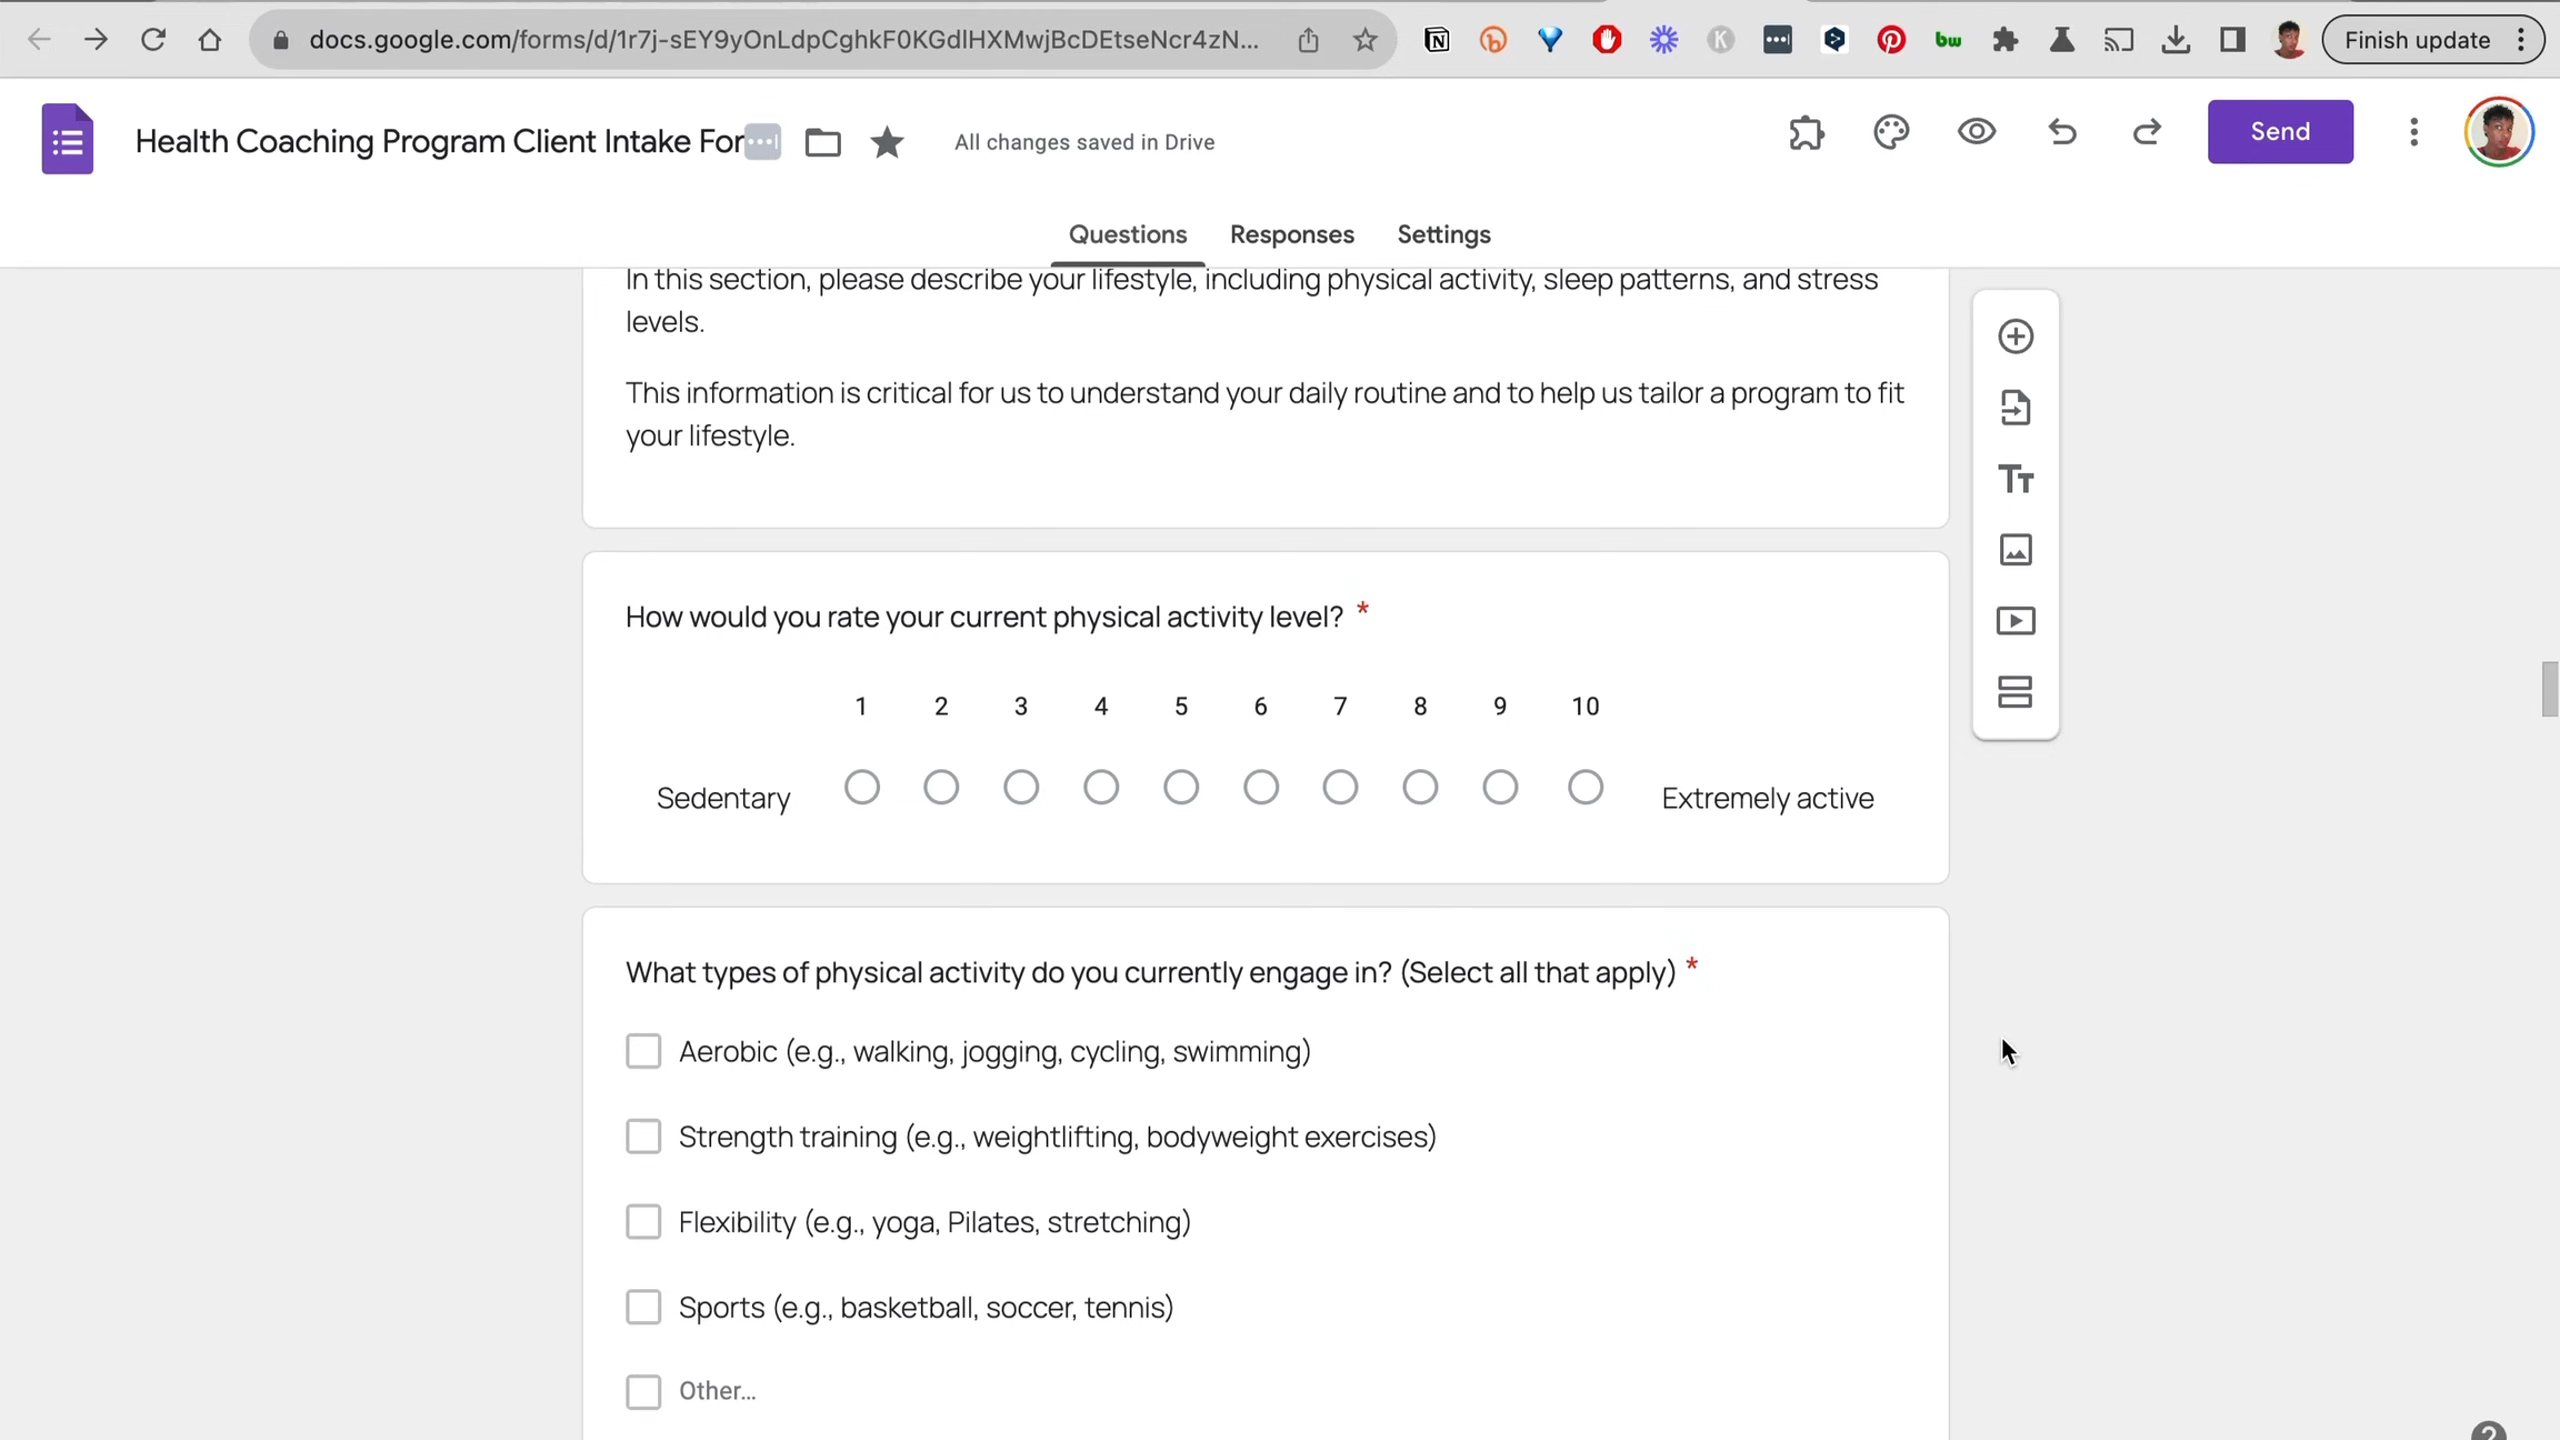 docs.google.com/forms/d/1r7j-sEY9yOnLdpCghkF0KGdIHXMwjBcDEtseNcr4zN...
bw
K
Finish update
Health Coaching Program Client Intake For
All changes saved in Drive
Send
Questions
Responses
Settings
In this section, please describe your lifestyle, including physical activity, sleep patterns, and stress
levels.
This information is critical for us to understand your daily routine and to help us tailor a program to fit
your lifestyle.
How would you rate your current physical activity level? *
1 2 3 4 5 6 7 8 9 10
Sedentary
Extremely active
What types of physical activity do you currently engage in? (Select all that apply) *
Aerobic (e.g., walking, jogging, cycling, swimming)
Strength training (e.g., weightlifting, bodyweight exercises)
Flexibility (e.g., yoga, Pilates, stretching)
Sports (e.g., basketball, soccer, tennis)
Other...